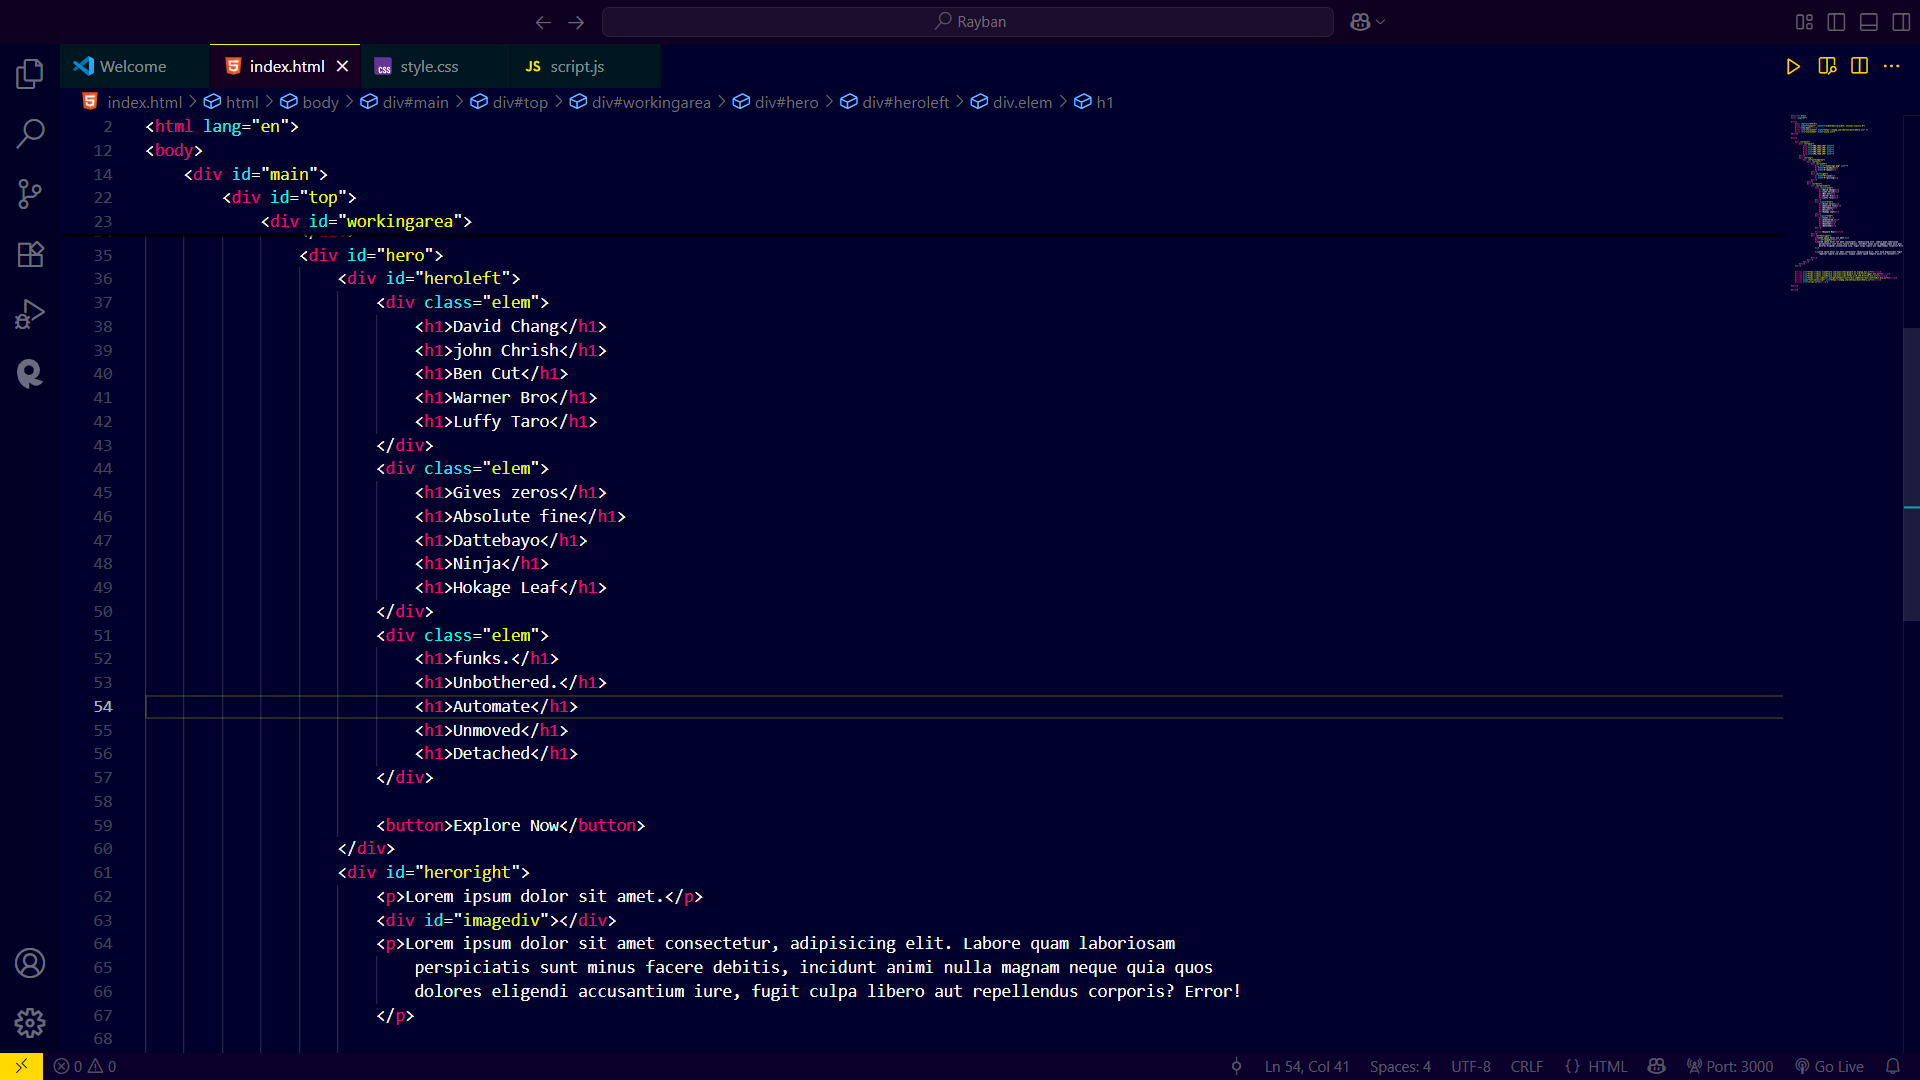 Rayban
Welcome
index.html
style.css
JS script.js
index.html > html > body > div#main > div#top > div#workingarea > div#hero > div#heroleft > div.elem > h1
2 <html lang="en">
12 <body>
14 <div id="main">
22 <div id="top">
23 <div id="workingarea">
35 <div id="hero">
36 <div id="heroleft">
37 <div class="elem">
38 <h1>David Chang</h1>
39 <h1>john Chrish</h1>
40 <h1>Ben Cut</h1>
41 <h1>Warner Bro</h1>
42 <h1>Luffy Taro</h1>
43 </div>
44 <div class="elem">
45 <h1>Gives zeros</h1>
46 <h1>Absolute fine</h1>
47 <h1>Dattebayo</h1>
48 <h1>Ninja</h1>
49 <h1>Hokage Leaf</h1>
50 </div>
51 <div class="elem">
52 <h1>funks.</h1>
53 <h1>Unbothered.</h1>
54 <h1>Automate</h1>
55 <h1>Unmoved</h1>
56 <h1>Detached</h1>
57 </div>
58
59 <button>Explore Now</button>
60 </div>
61 <div id="heroright">
62 <p>Lorem ipsum dolor sit amet.</p>
63 <div id="imagediv"></div>
64 <p>Lorem ipsum dolor sit amet consectetur, adipisicing elit. Labore quam laboriosam
65 perspiciatis sunt minus facere debitis, incidunt animi nulla magnam neque quia quos
66 dolores eligendi accusantium iure, fugit culpa libero aut repellendus corporis? Error!
67 </p>
68
0 0 Ln 54, Col 41 Spaces: 4 UTF-8 CRLF {} HTML Port: 3000 Go Live